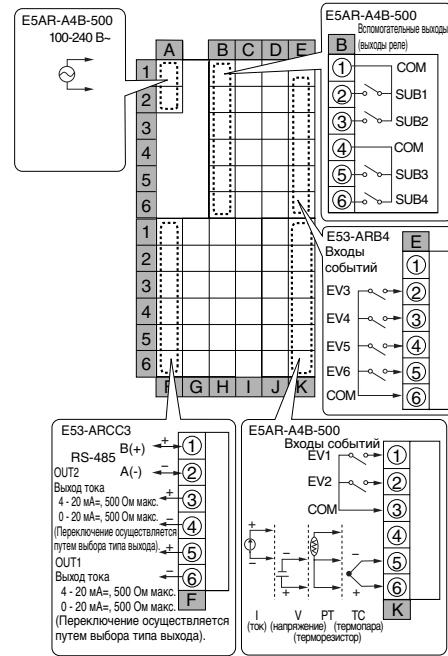 E5AR-A4B-500
100-240 В~
A
B C D E
1
2
3
4
5
6
1
2
3
4
5
6
F G H I J K
E5AR-A4B-500
Вспомогательные выходы
B (выходы реле)
1 COM
2 SUB1
3 SUB2
4 COM
5 SUB3
6 SUB4
E53-ARB4
Входы
событий
E
1
EV3 2
EV4 3
EV5 4
EV6 5
COM 6
E53-ARCC3
RS-485
B(+) 1
A(-) 2
OUT2
Выход тока
4 - 20 мА=, 500 Ом макс.
+ 3
0 - 20 мА=, 500 Ом макс.
– 4
(Переключение осуществляется
путем выбора типа выхода).
+ 5
OUT1
Выход тока
– 6
4 - 20 мА=, 500 Ом макс.
F
0 - 20 мА=, 500 Ом макс.
(Переключение осуществляется
путем выбора типа выхода).
E5AR-A4B-500
Входы событий
EV1 1
EV2 2
COM 3
4
5
6
+ – – +
– + – +
K
I V PT TC
(ток) (напряжение) (термопара)
(терморезистор)